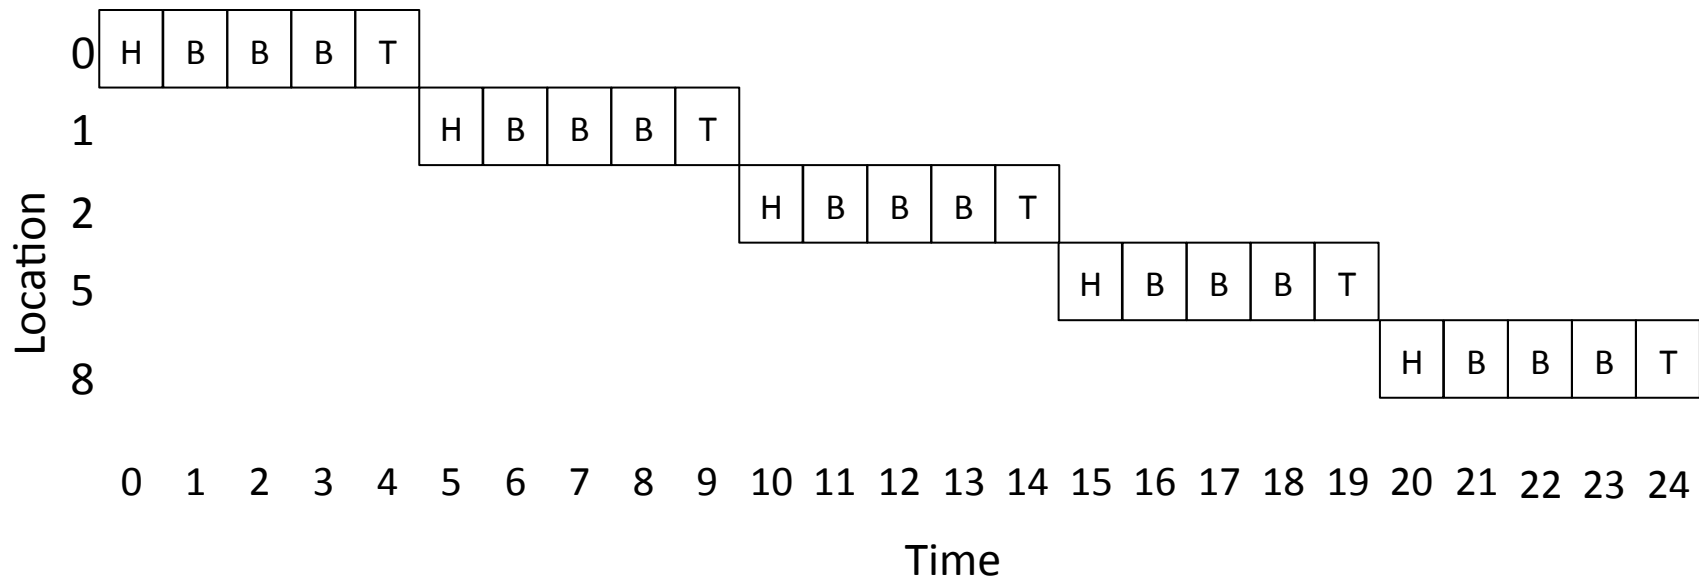 0 H B B B T
1 H B B B T
2 H B B B T
5 H B B B T
8 H B B B T
Location
0 1 2 3 4 5 6 7 8 9 10 11 12 13 14 15 16 17 18 19 20 21 22 23 24
Time